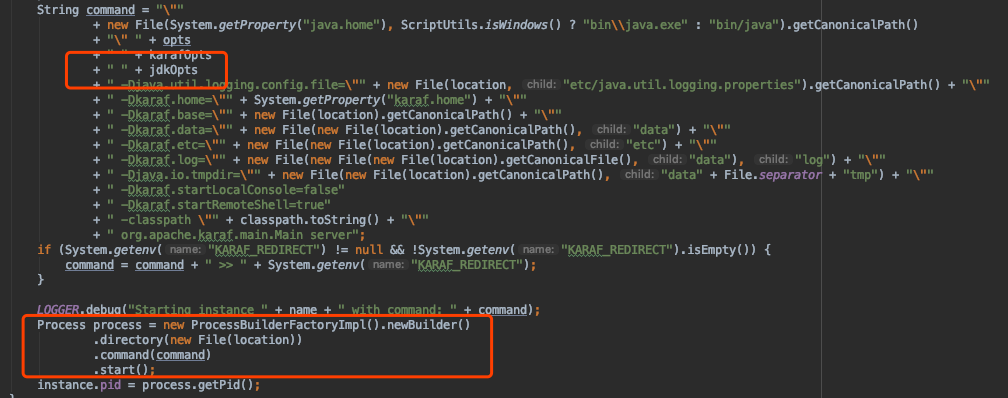 String command = "\""
+ new File(System.getProperty("java.home"), ScriptUtils.isWindows() ? "bin\\java.exe" : "bin/java").getCanonicalPath()
+ "\" " + opts
+ " " + karafOpts
+ " " + jdkOpts
+ " -Djava.util.logging.config.file=\"" + new File(location, child: "etc/java.util.logging.properties").getCanonicalPath() + "\""
+ " -Dkaraf.home=\"" + System.getProperty("karaf.home") + "\""
+ " -Dkaraf.base=\"" + new File(location).getCanonicalPath() + "\""
+ " -Dkaraf.data=\"" + new File(new File(location).getCanonicalPath(), child: "data") + "\""
+ " -Dkaraf.etc=\"" + new File(new File(location).getCanonicalPath(), child: "etc") + "\""
+ " -Dkaraf.log=\"" + new File(new File(new File(location).getCanonicalFile(), child: "data"), child: "log") + "\""
+ " -Djava.io.tmpdir=\"" + new File(new File(location).getCanonicalPath(), child: "data" + File.separator + "tmp") + "\""
+ " -Dkaraf.startLocalConsole=false"
+ " -Dkaraf.startRemoteShell=true"
+ " -classpath \"" + classpath.toString() + "\""
+ " org.apache.karaf.main.Main server";
if (System.getenv( name: "KARAF_REDIRECT") != null && !System.getenv( name: "KARAF_REDIRECT").isEmpty()) {
command = command + " >> " + System.getenv( name: "KARAF_REDIRECT");
}
LOGGER.debug("Starting instance " + name + " with command: " + command);
Process process = new ProcessBuilderFactoryImpl().newBuilder()
.directory(new File(location))
.command(command)
.start();
instance.pid = process.getPid();